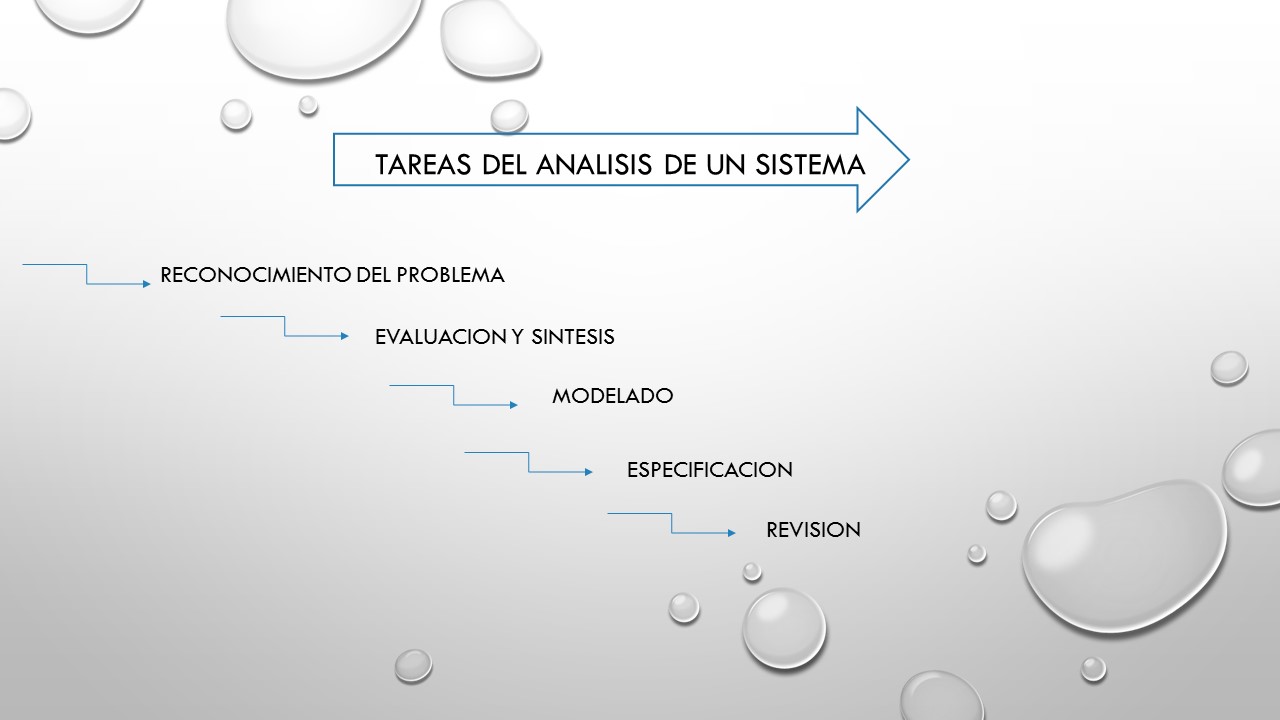 TAREAS DEL ANALISIS DE UN SISTEMA
RECONOCIMIENTO DEL PROBLEMA
EVALUACION Y SINTESIS
MODELADO
ESPECIFICACION
REVISION